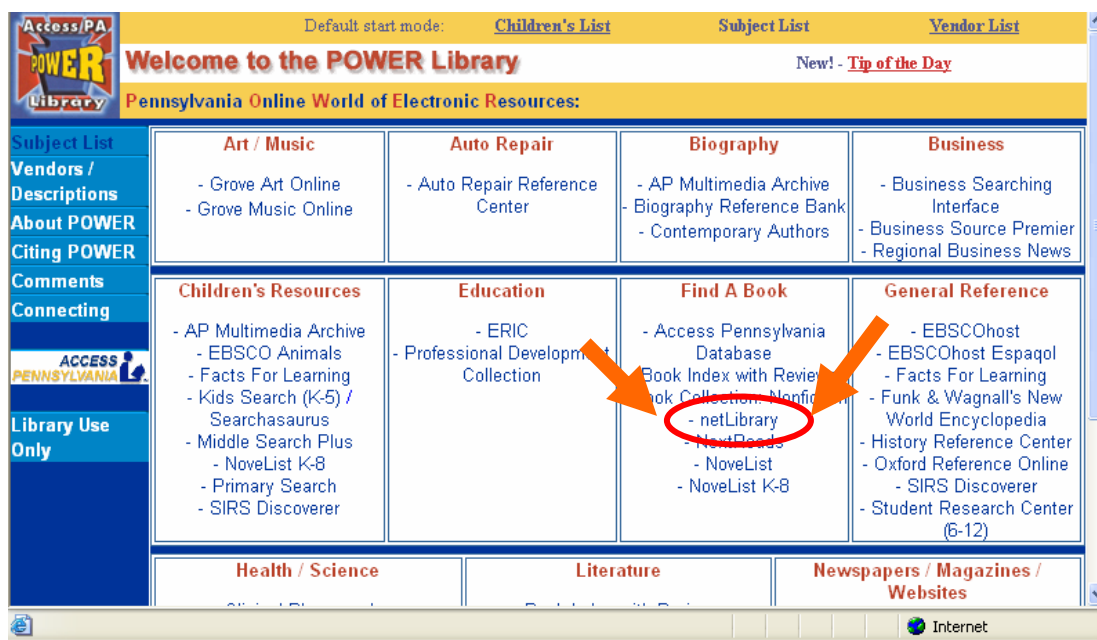 Access/PA
POWER
Library
Default start mode: Children's List Subject List Vendor List
Welcome to the POWER Library
New! - Tip of the Day
Pennsylvania Online World of Electronic Resources:
Subject List
Vendors /
Descriptions
About POWER
Citing POWER
Comments
Connecting
ACCESS
PENNSYLVANIA
Library Use
Only
Art / Music
- Grove Art Online
- Grove Music Online
Auto Repair
- Auto Repair Reference
Center
Biography
- AP Multimedia Archive
- Biography Reference Bank
- Contemporary Authors
Business
- Business Searching
Interface
- Business Source Premier
- Regional Business News
Children's Resources
- AP Multimedia Archive
- EBSCO Animals
- Facts For Learning
- Kids Search (K-5) /
Searchasaurus
- Middle Search Plus
- NoveList K-8
- Primary Search
- SIRS Discoverer
Education
- ERIC
- Professional Development
Collection
Find A Book
- Access Pennsylvania
Database
Book Index with
Collection: Nonfiction
- netLibrary
- NextReads
- NoveList
- NoveList K-8
General Reference
- EBSCOhost
- EBSCOhost Espaqol
- Facts For Learning
- Funk & Wagnall's New
World Encyclopedia
- History Reference Center
- Oxford Reference Online
- SIRS Discoverer
- Student Research Center
(6-12)
Health / Science
Literature
Newspapers / Magazines /
Websites
Internet